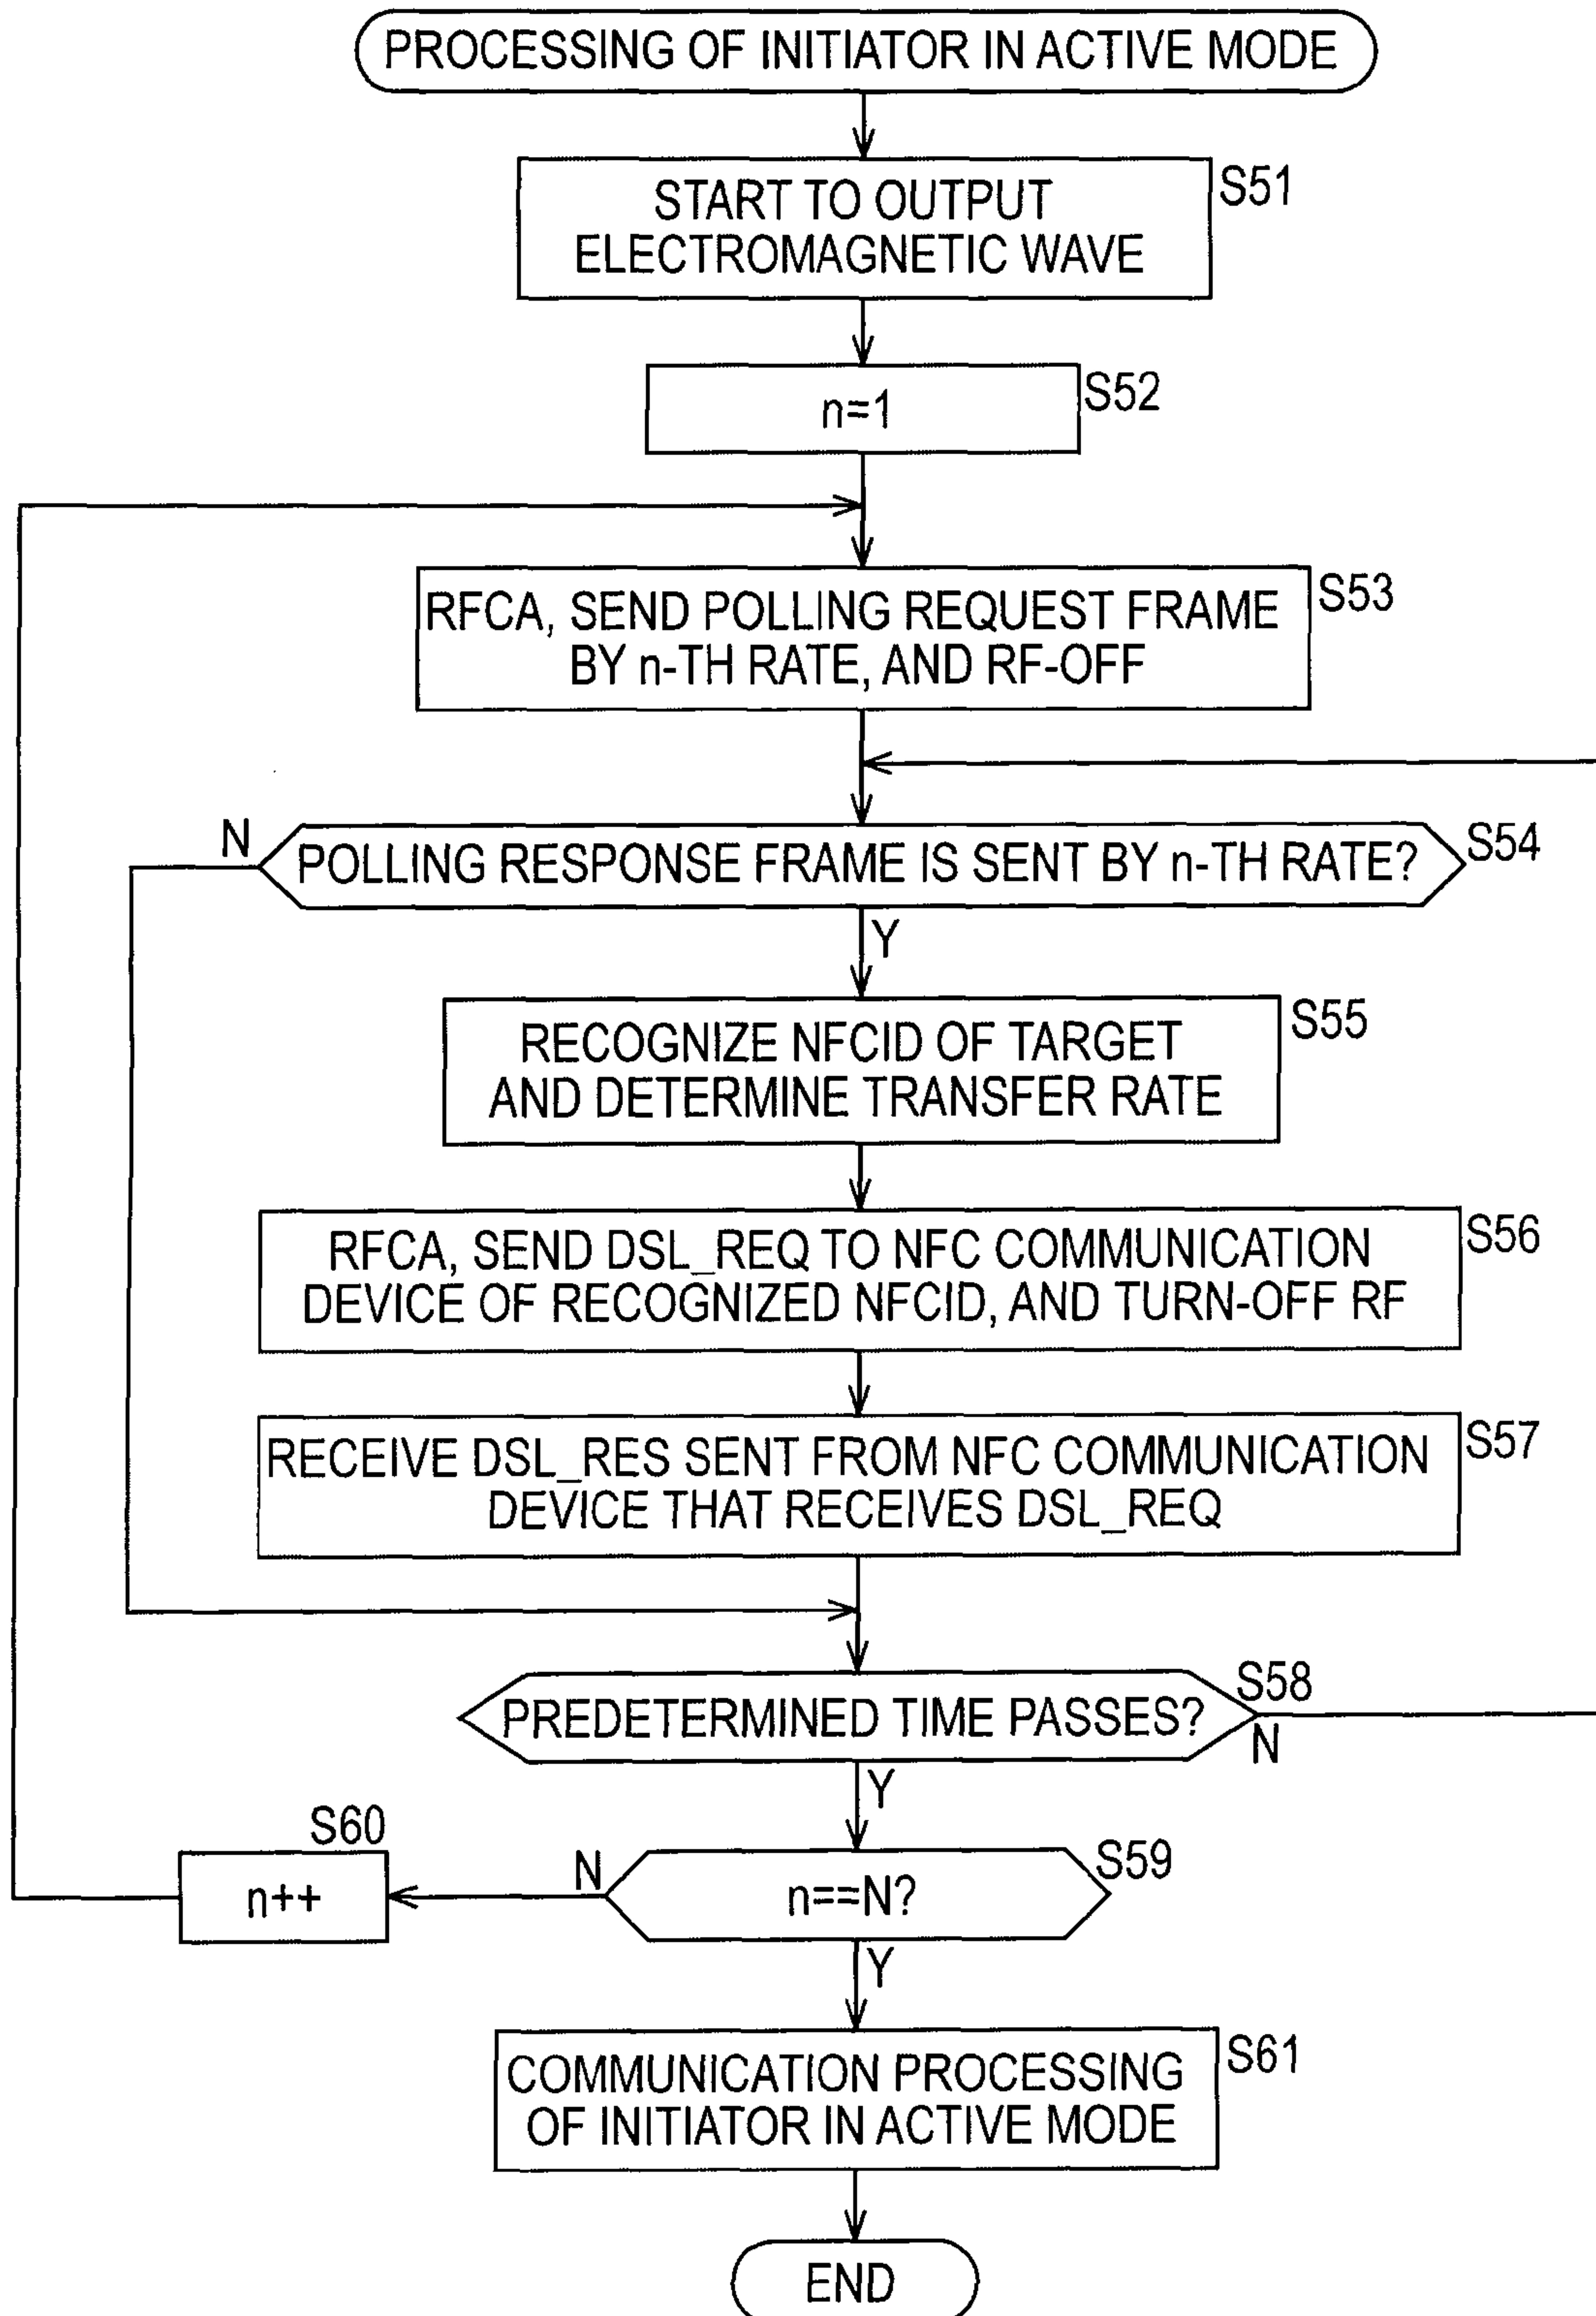 PROCESSING OF INITIATOR IN ACTIVE MODE
START TO OUTPUT
ELECTROMAGNETIC WAVE
S51
n=1
S52
RFCA, SEND POLLING REQUEST FRAME
BY n-TH RATE, AND RF-OFF
S53
N
POLLING RESPONSE FRAME IS SENT BY n-TH RATE?
S54
Y
RECOGNIZE NFCID OF TARGET
AND DETERMINE TRANSFER RATE
S55
RFCA, SEND DSL_REQ TO NFC COMMUNICATION
DEVICE OF RECOGNIZED NFCID, AND TURN-OFF RF
S56
RECEIVE DSL_RES SENT FROM NFC COMMUNICATION
DEVICE THAT RECEIVES DSL_REQ
S57
PREDETERMINED TIME PASSES?
S58
N
Y
S60
n++
N
n==N?
S59
Y
COMMUNICATION PROCESSING
OF INITIATOR IN ACTIVE MODE
S61
END